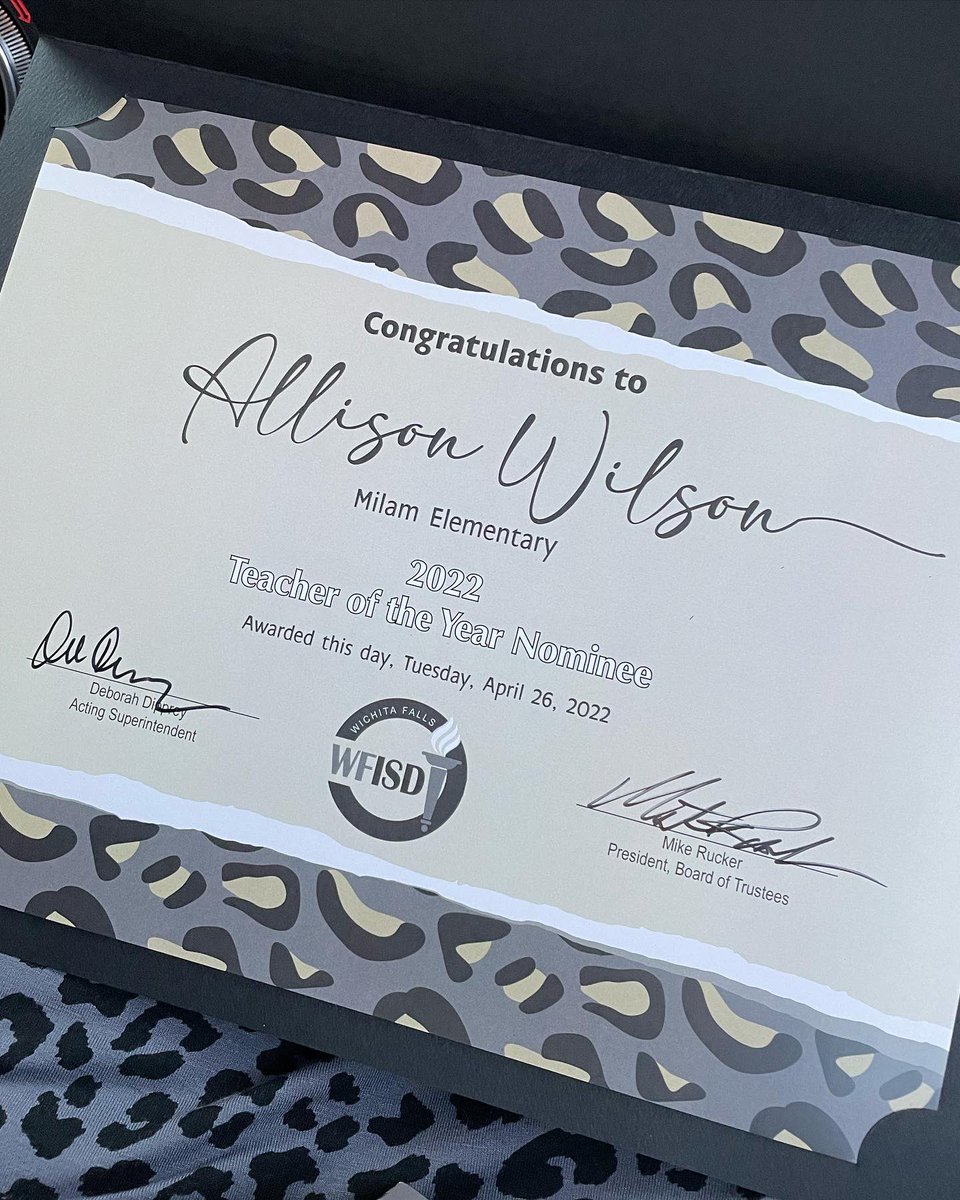 Congratulations to
Allison Wilson
Milam Elementary
2022
Teacher of the Year Nominee
Awarded this day, Tuesday, April 26, 2022
Deborah
Acting Superintendent
WICHITA FALLS
WFISD
Mike Rucker
President, Board of Trustees